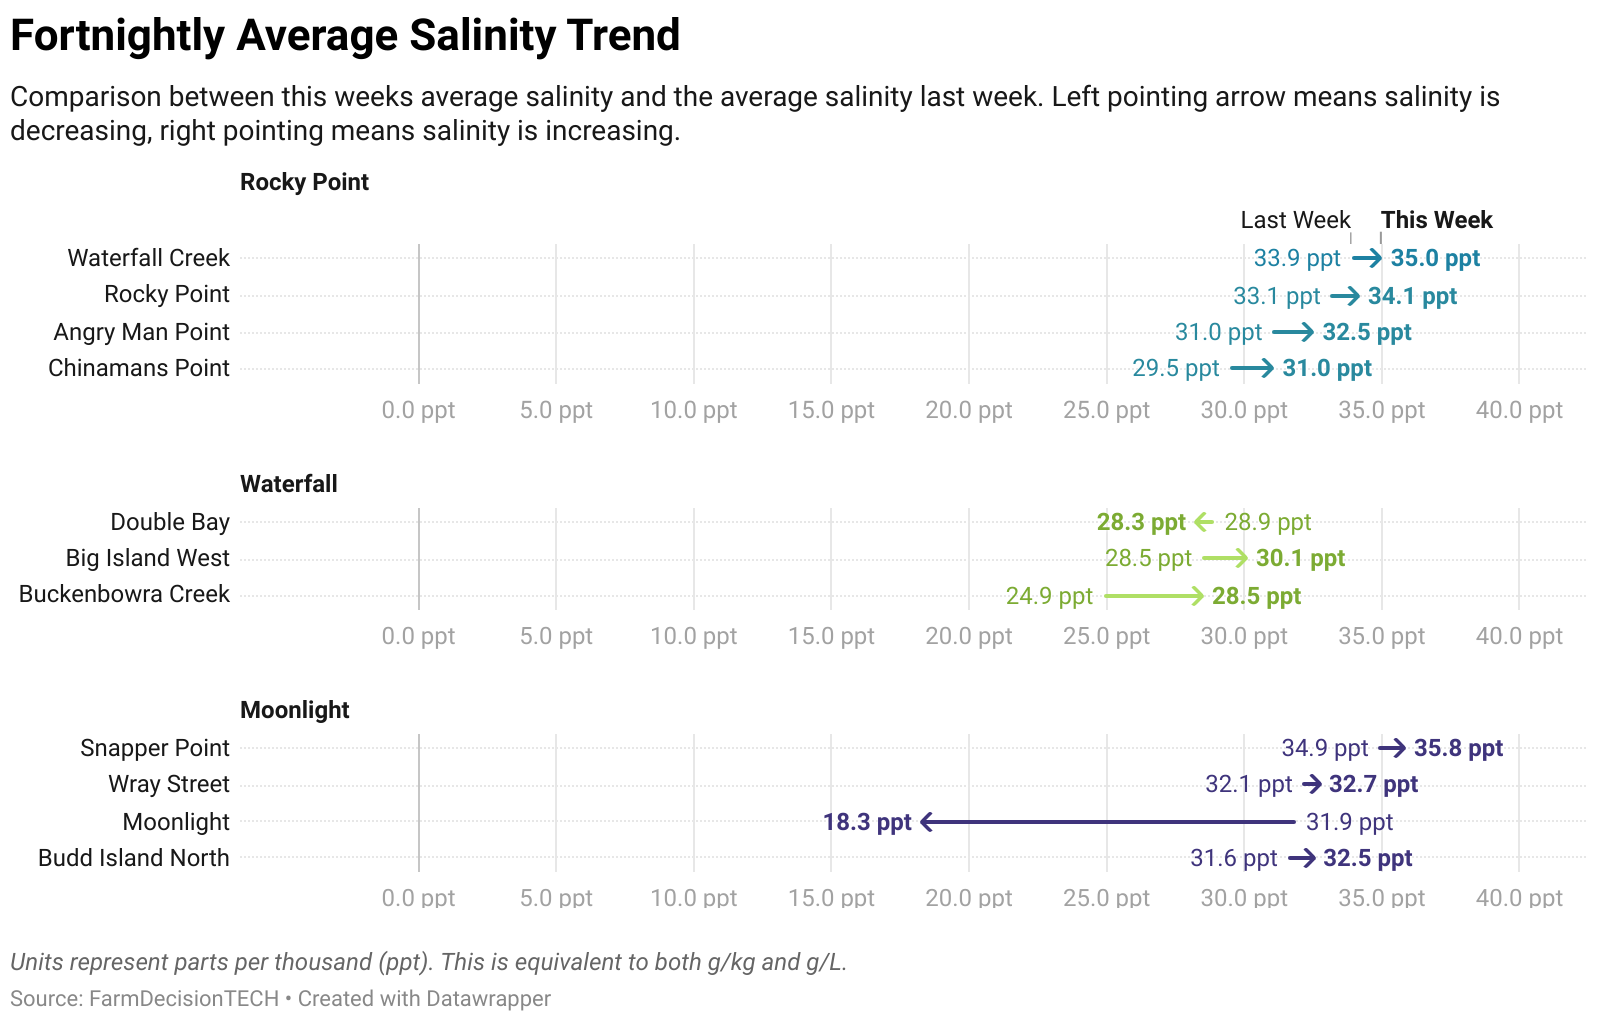 Fortnightly Average Salinity Trend
Comparison between this weeks average salinity and the average salinity last week. Left pointing arrow means salinity is
decreasing, right pointing means salinity is increasing.
Rocky Point
Last Week This Week
Waterfall Creek 33.9 ppt 35.0 ppt
Rocky Point 33.1 ppt 34.1 ppt
Angry Man Point 31.0 ppt 32.5 ppt
Chinamans Point 29.5 ppt 31.0 ppt
0.0 ppt 5.0 ppt 10.0 ppt 15.0 ppt 20.0 ppt 25.0 ppt 30.0 ppt 35.0 ppt 40.0 ppt
Waterfall
Double Bay 28.3 ppt 28.9 ppt
Big Island West 28.5 ppt 30.1 ppt
Buckenbowra Creek 24.9 ppt 28.5 ppt
0.0 ppt 5.0 ppt 10.0 ppt 15.0 ppt 20.0 ppt 25.0 ppt 30.0 ppt 35.0 ppt 40.0 ppt
Moonlight
Snapper Point 34.9 ppt 35.8 ppt
Wray Street 32.1 ppt 32.7 ppt
Moonlight 18.3 ppt 31.9 ppt
Budd Island North 31.6 ppt 32.5 ppt
0.0 ppt 5.0 ppt 10.0 ppt 15.0 ppt 20.0 ppt 25.0 ppt 30.0 ppt 35.0 ppt 40.0 ppt
Units represent parts per thousand (ppt). This is equivalent to both g/kg and g/L.
Source: FarmDecisionTECH • Created with Datawrapper